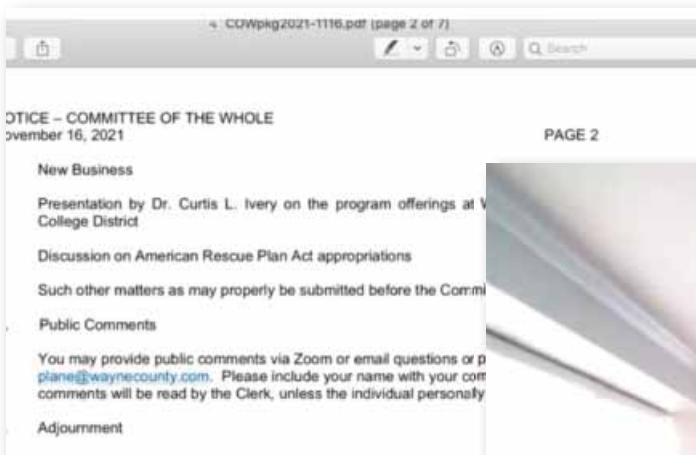 COWpkg2021-1116.pdf (page 2 of 7)
Search
OTICE – COMMITTEE OF THE WHOLE
ovember 16, 2021 PAGE 2
New Business
Presentation by Dr. Curtis L. Ivery on the program offerings at W
College District
Discussion on American Rescue Plan Act appropriations
Such other matters as may properly be submitted before the Commi
Public Comments
You may provide public comments via Zoom or email questions or p
plane@waynecounty.com. Please include your name with your com
comments will be read by the Clerk, unless the individual personally
Adjournment